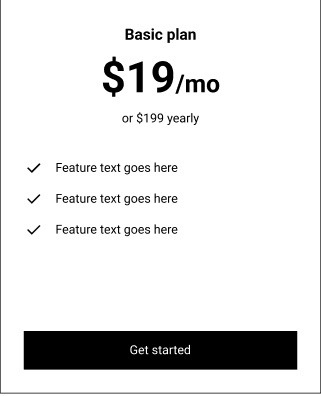 Basic plan
$19/mo
or $199 yearly
Feature text goes here
Feature text goes here
Feature text goes here
Get started